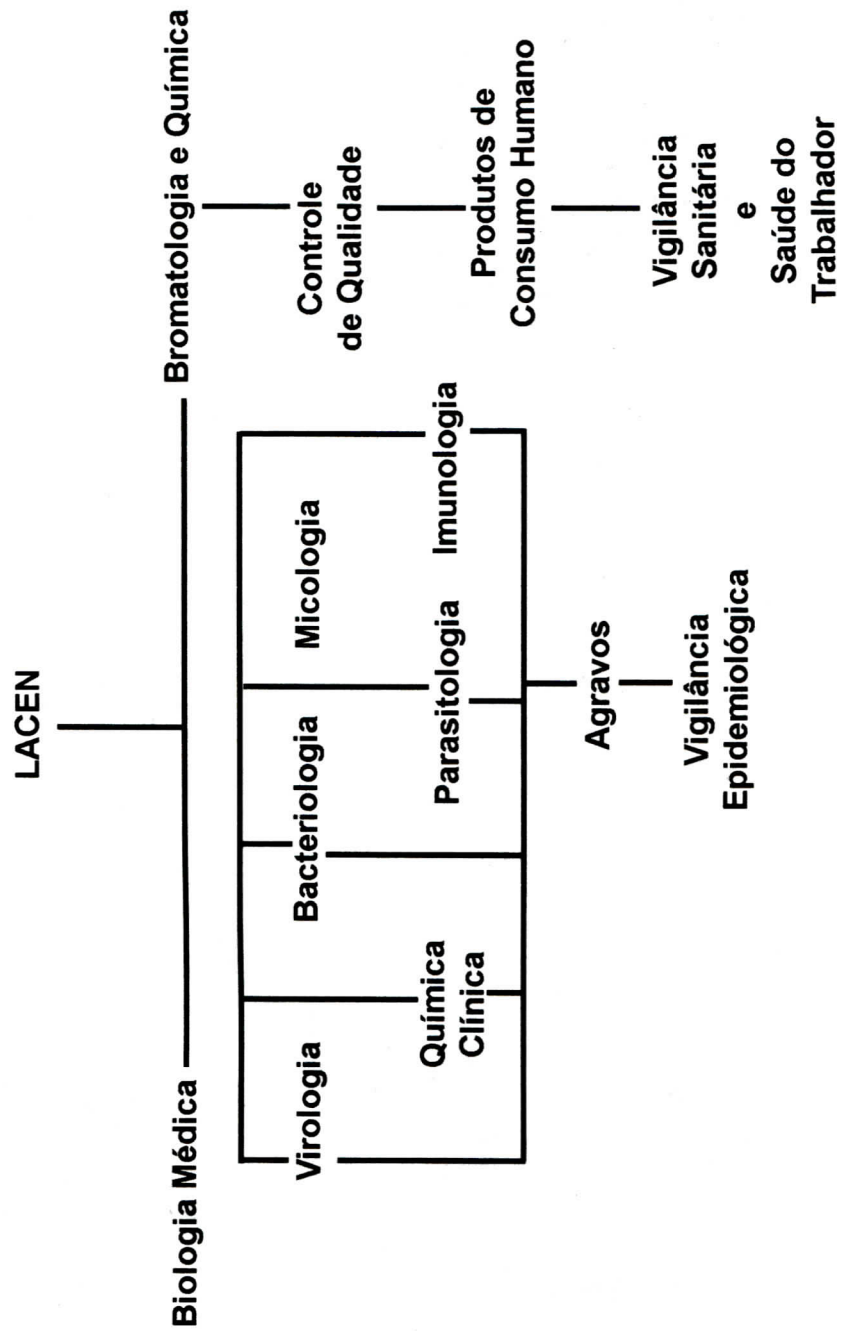 LACEN
Biologia Médica
Bromatologia e Química
Virologia
Bacteriologia
Micologia
Química
Clínica
Parasitologia
Imunologia
Agravos
Vigilância
Epidemiológica
Controle
de Qualidade
Produtos de
Consumo Humano
Vigilância
Sanitária
e
Saúde do
Trabalhador